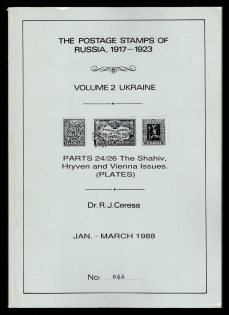 THE POSTAGE STAMPS OF
RUSSIA, 1917—1923
VOLUME 2 UKRAINE
PARTS 24/26 The Shahiv,
Hryven and Vienna Issues.
(PLATES)
Dr. R. J. Ceresa
JAN. - MARCH 1988
No: ...062......